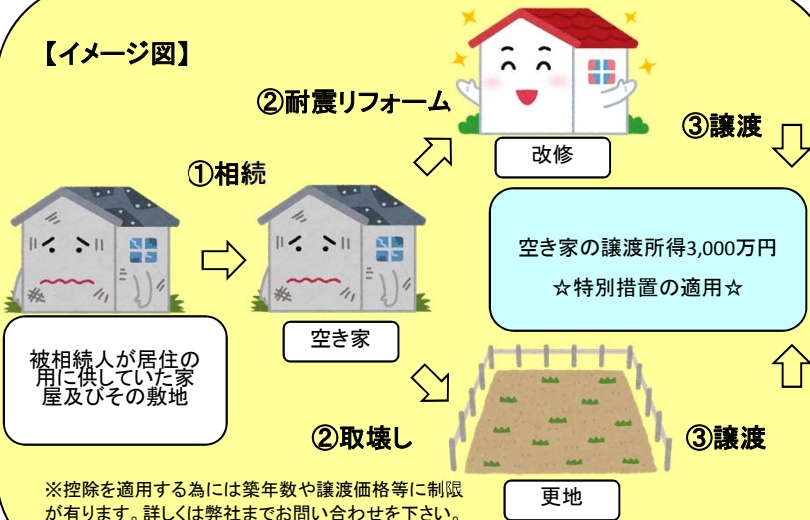 【イメージ図】
②耐震リフォーム
③譲渡
改修
①相続
空き家の譲渡所得3,000万円
☆特別措置の適用☆
空き家
被相続人が居住の
用に供していた家
屋及びその敷地
②取壊し
③譲渡
更地
※控除を適用する為には築年数や譲渡価格等に制限
が有ります。詳しくは弊社までお問い合わせを下さい。